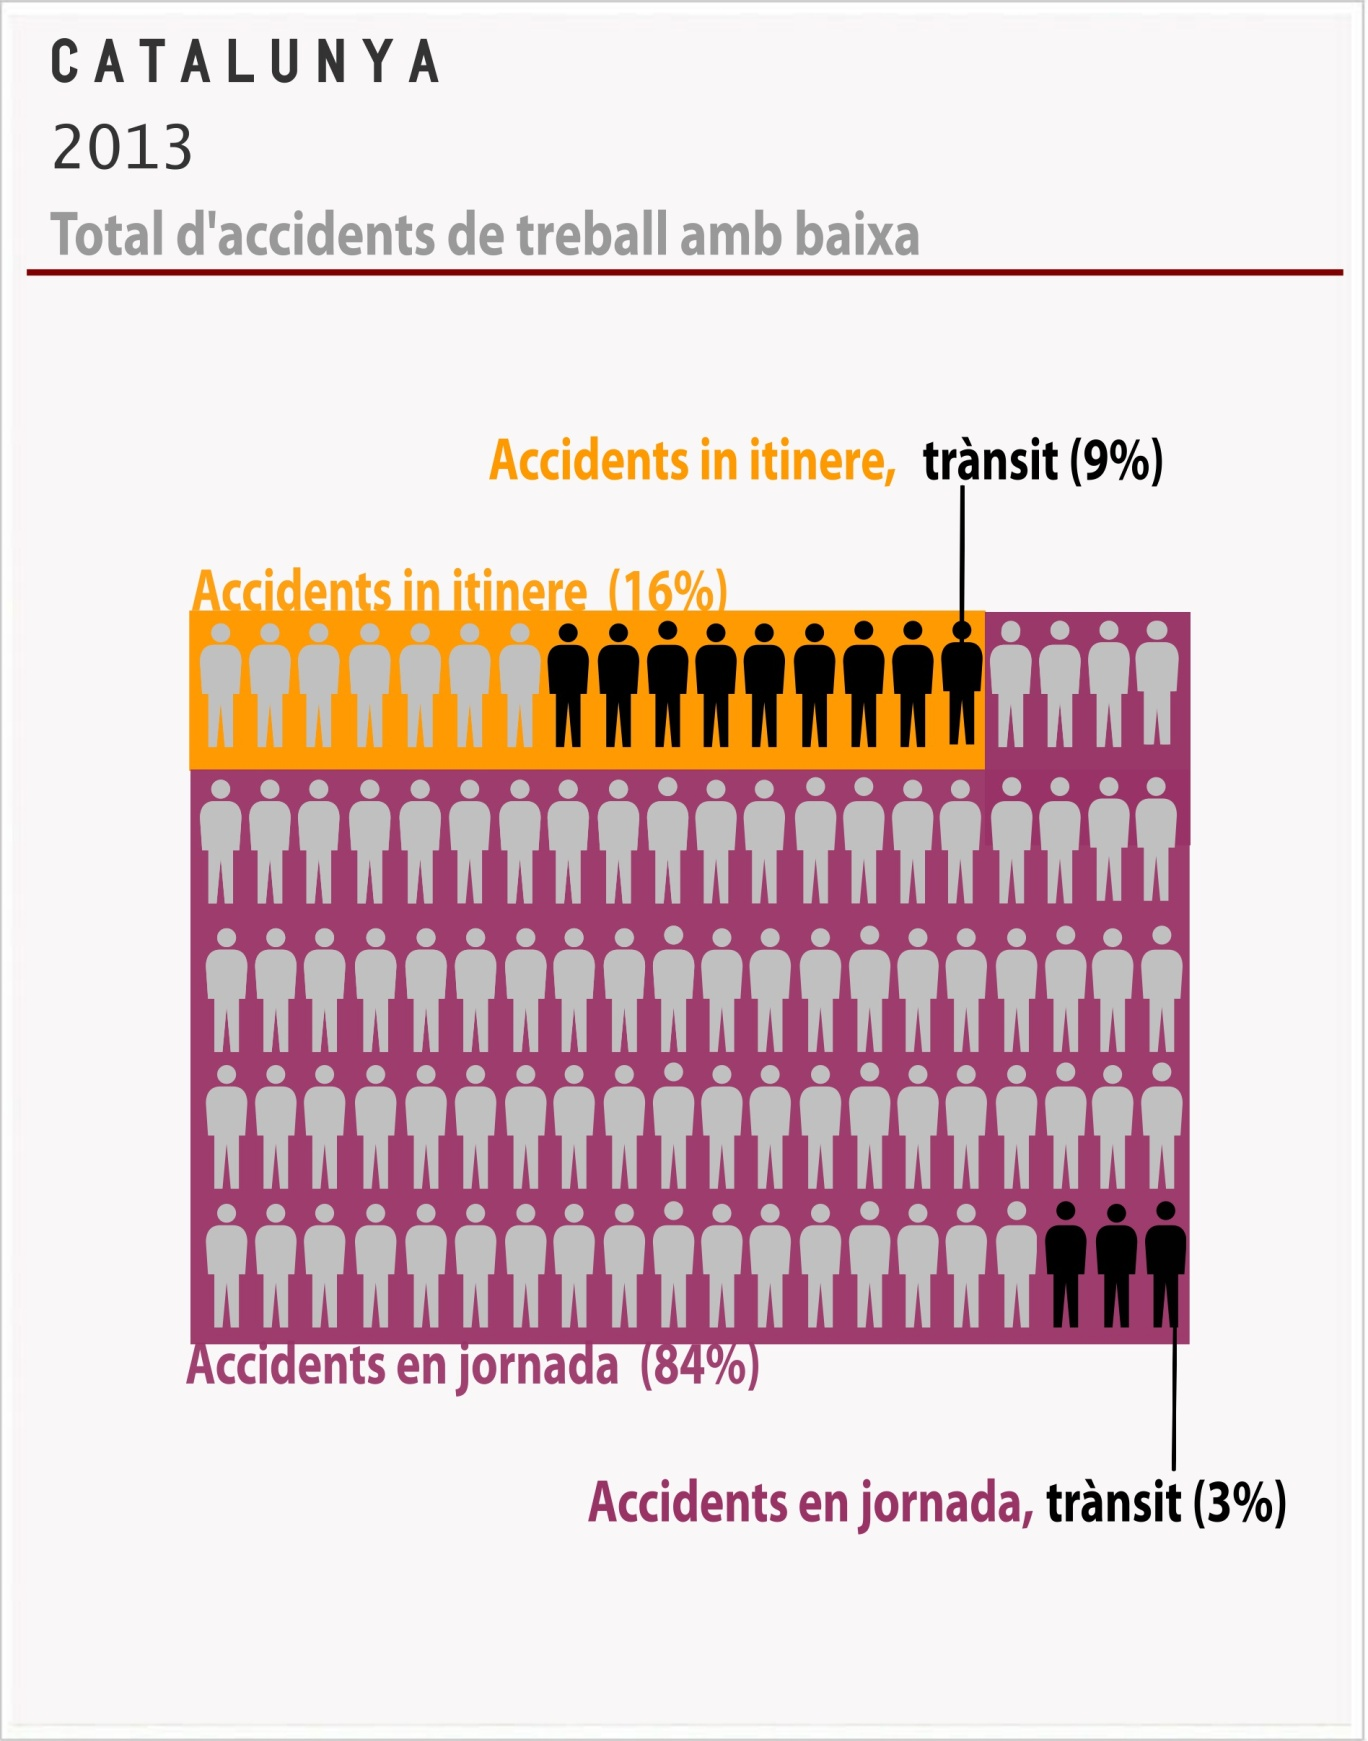 CATALUNYA
2013
Total d'accidents de treball amb baixa
Accidents in itinere, trànsit (9%)
Accidents in itinere (16%)
Accidents en jornada (84%)
Accidents en jornada, trànsit (3%)